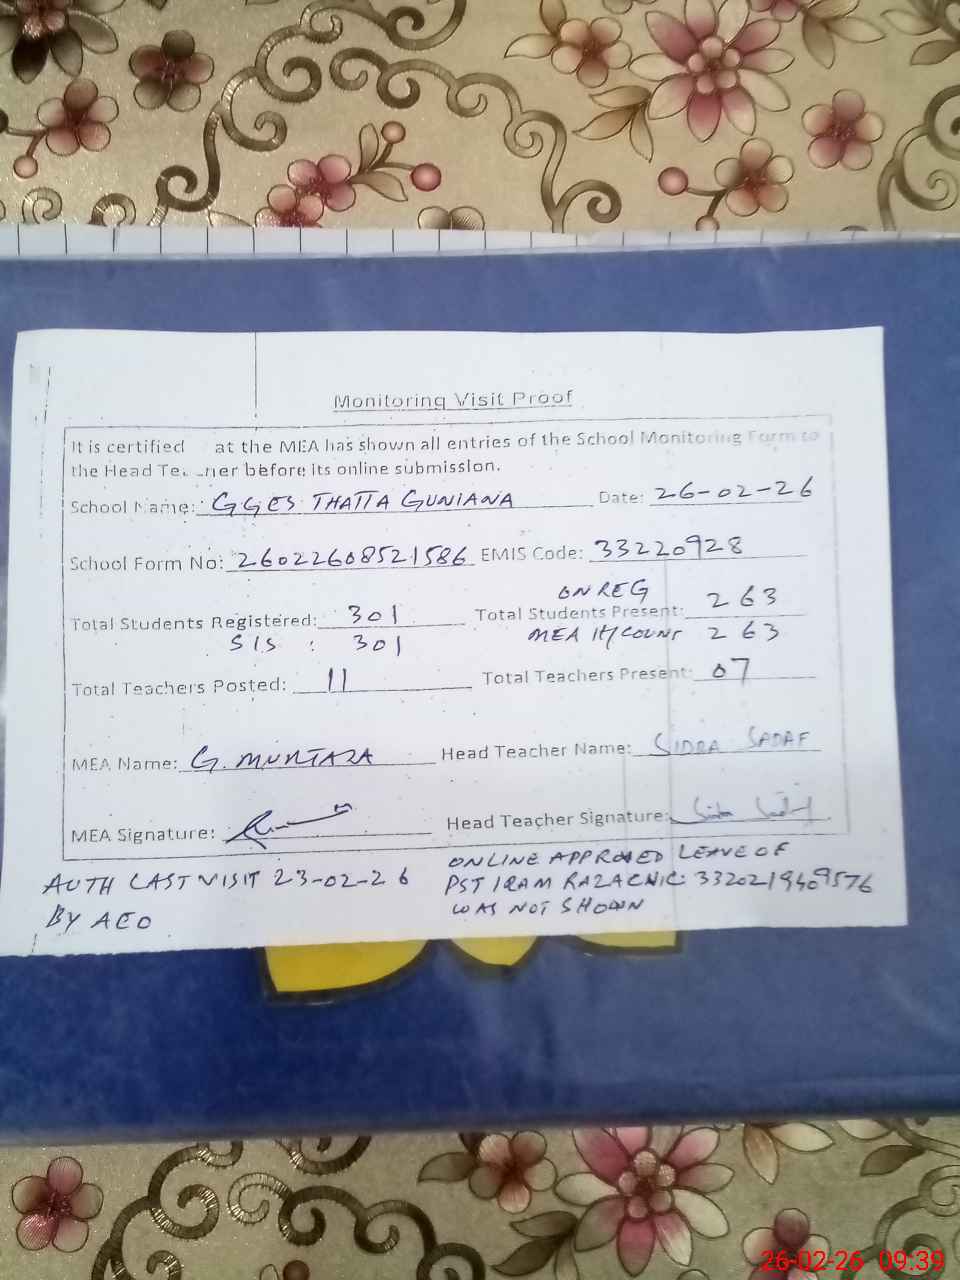 Monitoring Visit Proof
It is certified at the MEA has shown all entries of the School Monitoring Form to
the Head Te ner before its online submission.
School Name: GGES THATTA GUNIANA Date: 26-02-26
School Form No: 26022608521586 EMIS Code: 33220928
ON REG
Total Students Registered: 301 Total Students Present: 263
SIS : 301 MEA H/COUNT 263
Total Teachers Posted: 11 Total Teachers Present: 07
MEA Name: G. MURTAZA Head Teacher Name: SIDRA SADAF
MEA Signature: Head Teacher Signature: Sidra Sadaf
AUTH LAST VISIT 23-02-26
BY AEO
ONLINE APPROVED LEAVE OF
PST IRAM RAZA CNIC: 3320219409576
WAS NOT SHOWN
26-02-26 09:39